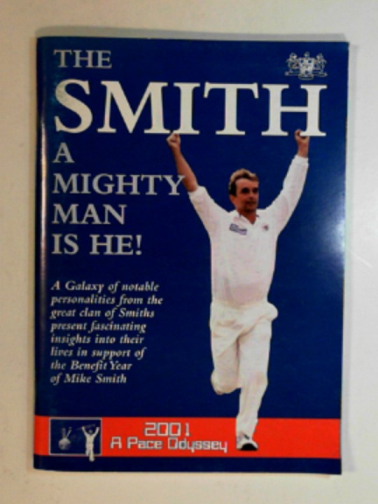 THE
SMITH
A
MIGHTY
MAN
IS HE!
A Galaxy of notable
personalities from the
great clan of Smiths
present fascinating
insights into their
lives in support of
the Benefit Year
of Mike Smith
2001
A Pace Odyssey